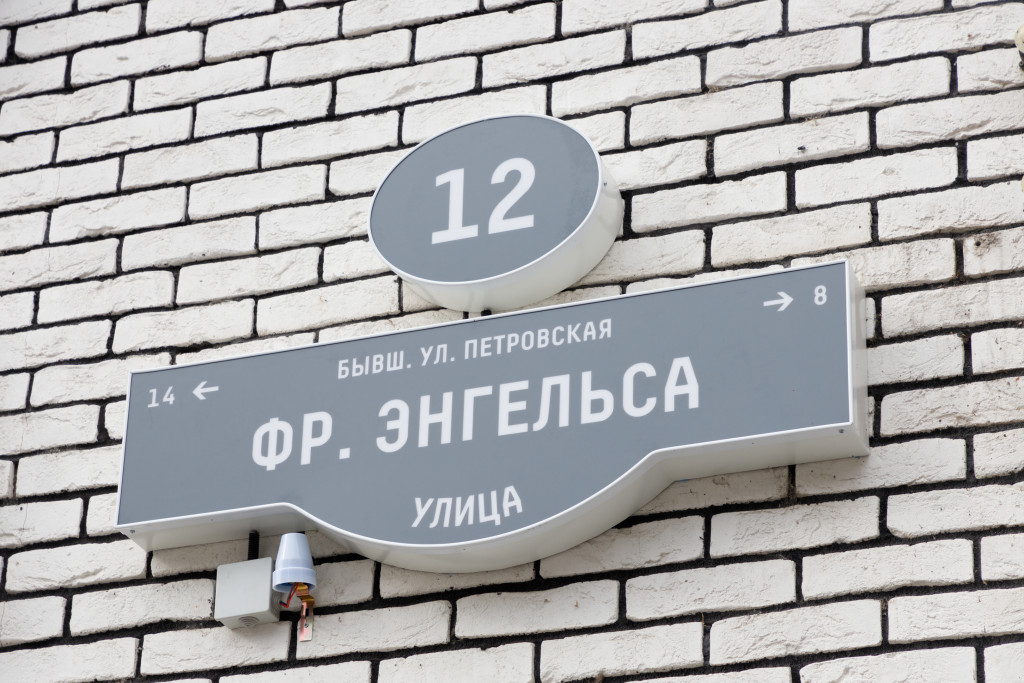 12
→ 8
БЫВШ. УЛ. ПЕТРОВСКАЯ
14 ←
ФР. ЭНГЕЛЬСА
УЛИЦА